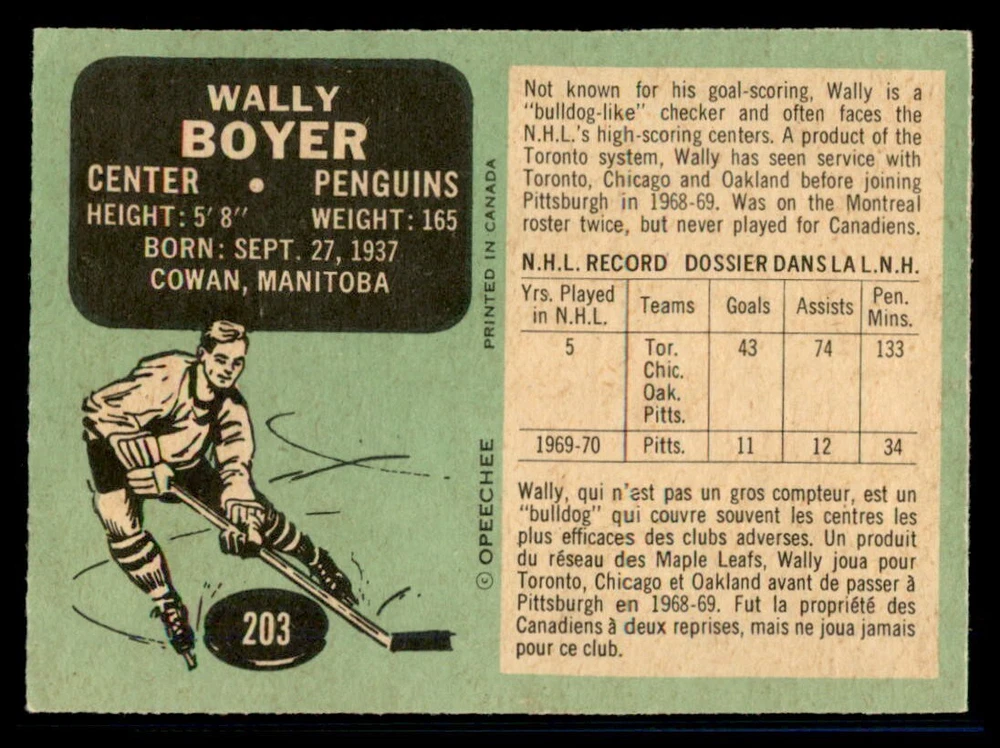 WALLY
BOYER
CENTER • PENGUINS
HEIGHT: 5' 8" WEIGHT: 165
BORN: SEPT. 27, 1937
COWAN, MANITOBA
203
PRINTED IN CANADA
© OPEECHEE
Not known for his goal-scoring, Wally is a
"bulldog-like" checker and often faces the
N.H.L.'s high-scoring centers. A product of the
Toronto system, Wally has seen service with
Toronto, Chicago and Oakland before joining
Pittsburgh in 1968-69. Was on the Montreal
roster twice, but never played for Canadiens.
N.H.L. RECORD DOSSIER DANS LA L.N.H.
Yrs. Played in N.H.L. Teams Goals Assists Pen. Mins.
5 Tor. 43 74 133
Chic.
Oak.
Pitts.
1969-70 Pitts. 11 12 34
Wally, qui n'est pas un gros compteur, est un
"bulldog" qui couvre souvent les centres les
plus efficaces des clubs adverses. Un produit
du réseau des Maple Leafs, Wally joua pour
Toronto, Chicago et Oakland avant de passer à
Pittsburgh en 1968-69. Fut la propriété des
Canadiens à deux reprises, mais ne joua jamais
pour ce club.